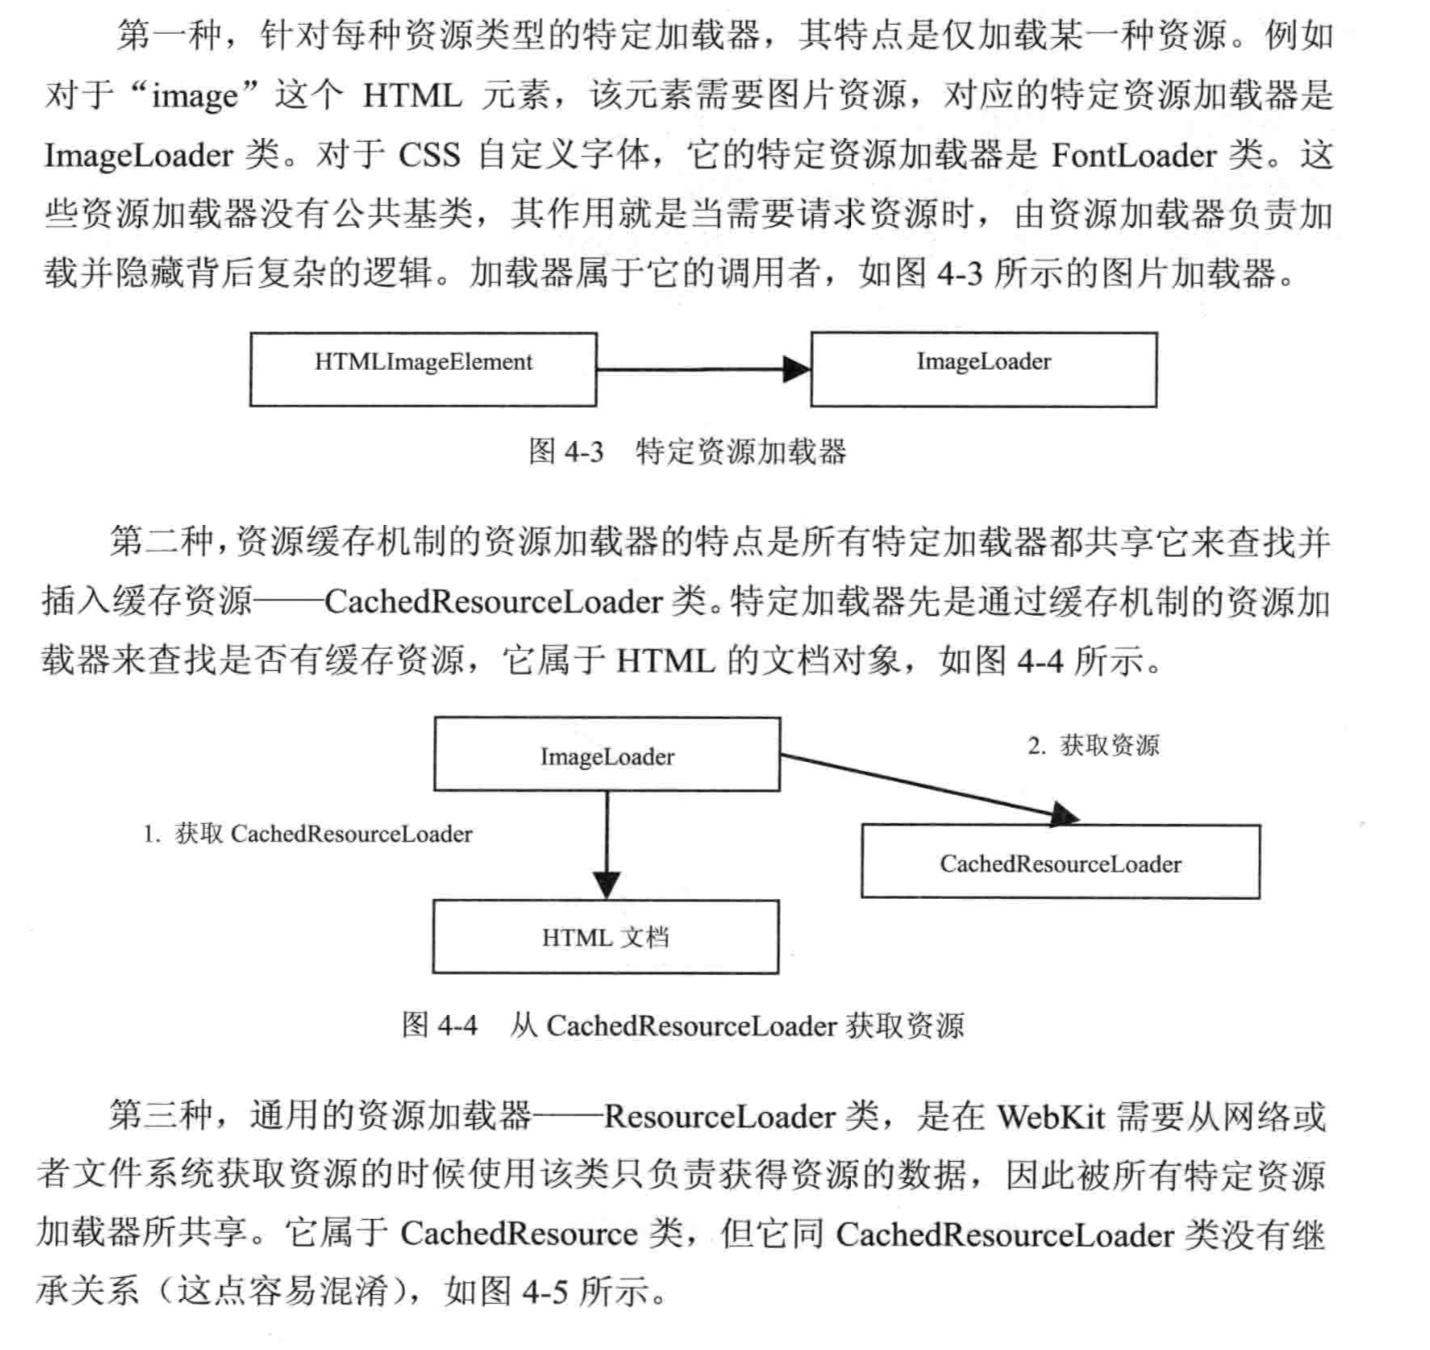 第一种，针对每种资源类型的特定加载器，其特点是仅加载某一种资源。例如
对于“image”这个 HTML 元素，该元素需要图片资源，对应的特定资源加载器是
ImageLoader 类。对于 CSS 自定义字体，它的特定资源加载器是 FontLoader 类。这
些资源加载器没有公共基类，其作用就是当需要请求资源时，由资源加载器负责加
载并隐藏背后复杂的逻辑。加载器属于它的调用者，如图 4-3 所示的图片加载器。
HTMLImageElement
ImageLoader
图 4-3 特定资源加载器
第二种，资源缓存机制的资源加载器的特点是所有特定加载器都共享它来查找并
插入缓存资源——CachedResourceLoader 类。特定加载器先是通过缓存机制的资源加
载器来查找是否有缓存资源，它属于 HTML 的文档对象，如图 4-4 所示。
ImageLoader
2. 获取资源
1. 获取 CachedResourceLoader
CachedResourceLoader
HTML 文档
图 4-4 从 CachedResourceLoader 获取资源
第三种，通用的资源加载器——ResourceLoader 类，是在 WebKit 需要从网络或
者文件系统获取资源的时候使用该类只负责获得资源的数据，因此被所有特定资源
加载器所共享。它属于 CachedResource 类，但它同 CachedResourceLoader 类没有继
承关系（这点容易混淆），如图 4-5 所示。